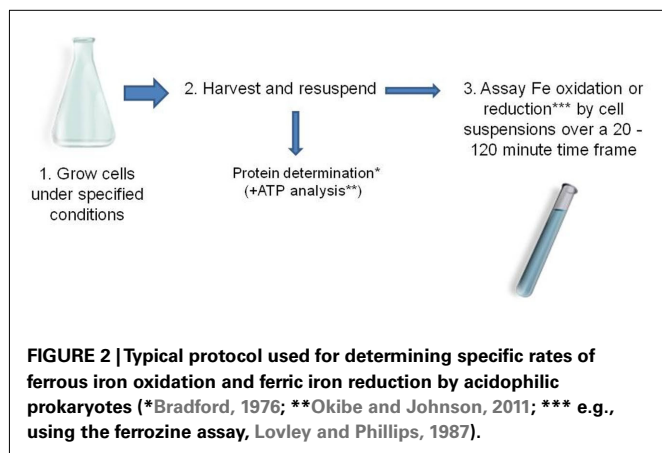 1. Grow cells
under specified
conditions
2. Harvest and resuspend
Protein determination*
(+ATP analysis**)
3. Assay Fe oxidation or
reduction*** by cell
suspensions over a 20 -
120 minute time frame
FIGURE 2 | Typical protocol used for determining specific rates of
ferrous iron oxidation and ferric iron reduction by acidophilic
prokaryotes (*Bradford, 1976; **Okibe and Johnson, 2011; *** e.g.,
using the ferrozine assay, Lovley and Phillips, 1987).